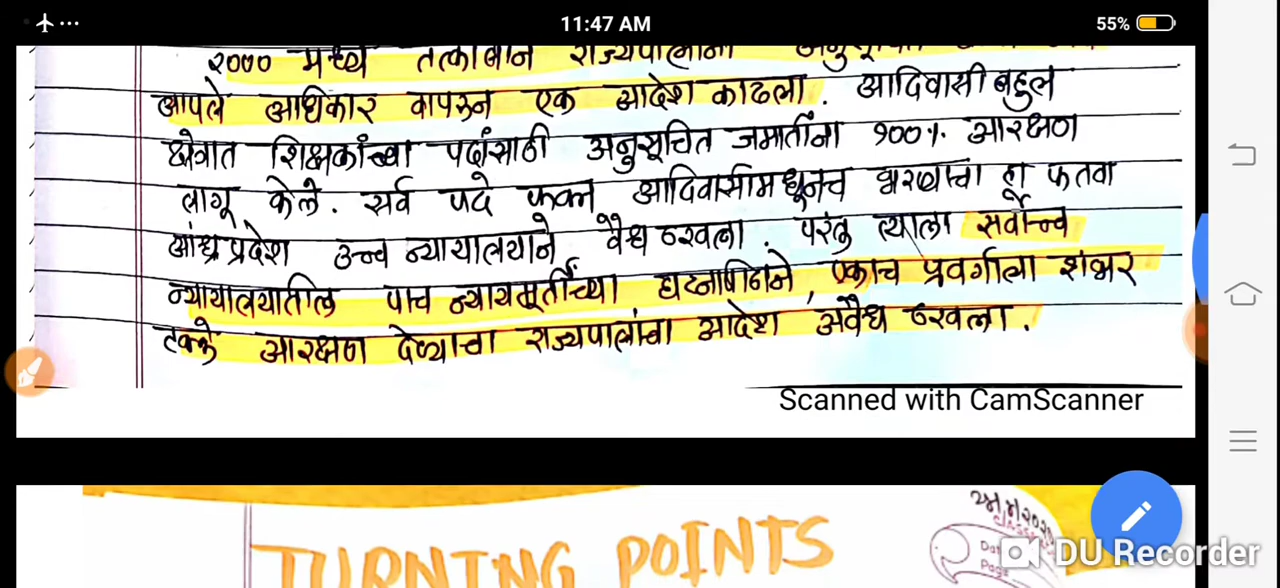 11:47 AM
55%
२००० मध्ये तत्कालीन राज्यपालांनी
आपले अधिकार वापरून एक आदेश काढला. आदिवासी बहुल
क्षेत्रात शिक्षकांच्या पदांसाठी अनुसूचित जमातींना १००% आरक्षण
लागू केले. सर्व पदे फक्त आदिवासीमधूनच भरण्याचा हा फतवा
आंध्रप्रदेश उच्च न्यायालयाने वैध ठरवला. परंतु त्याला सर्वोच्च
न्यायालयातील पाच न्यायमूर्तींच्या घटनापीठाने, एकाच प्रवर्गाला शंभर
टक्के आरक्षण देण्याचा राज्यपालांचा आदेश अवैध ठरवला.
Scanned with CamScanner
TURNING POINTS
DU Recorder